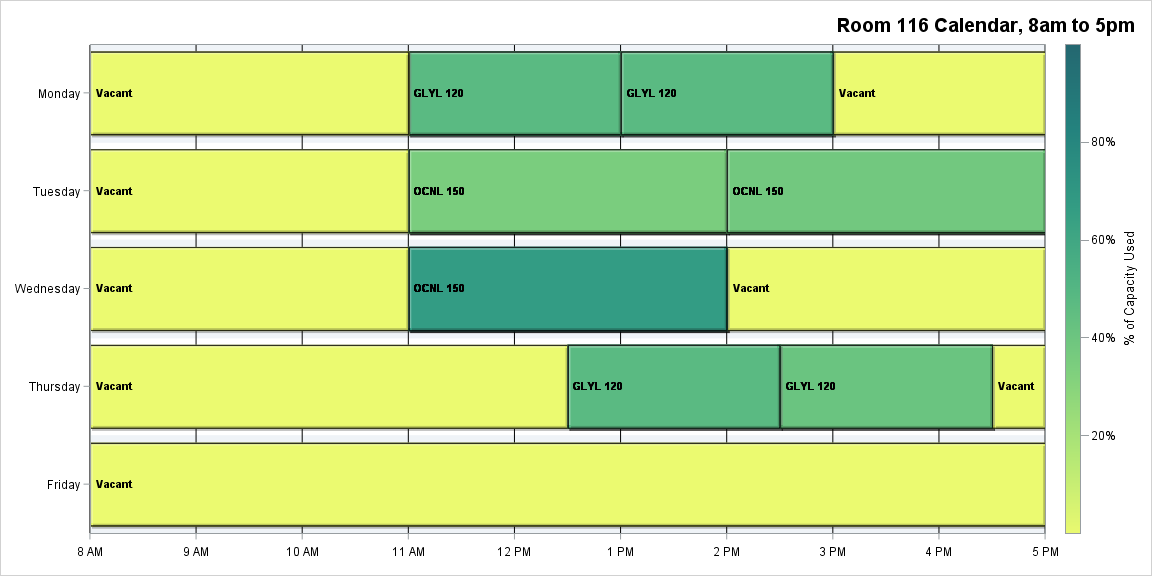 Room 116 Calendar, 8am to 5pm
Monday
Vacant
GLYL 120
GLYL 120
Vacant
Tuesday
Vacant
OCNL 150
OCNL 150
Wednesday
Vacant
OCNL 150
Vacant
Thursday
Vacant
GLYL 120
GLYL 120
Vacant
Friday
Vacant
8 AM
9 AM
10 AM
11 AM
12 PM
1 PM
2 PM
3 PM
4 PM
5 PM
80%
60%
40%
20%
% of Capacity Used